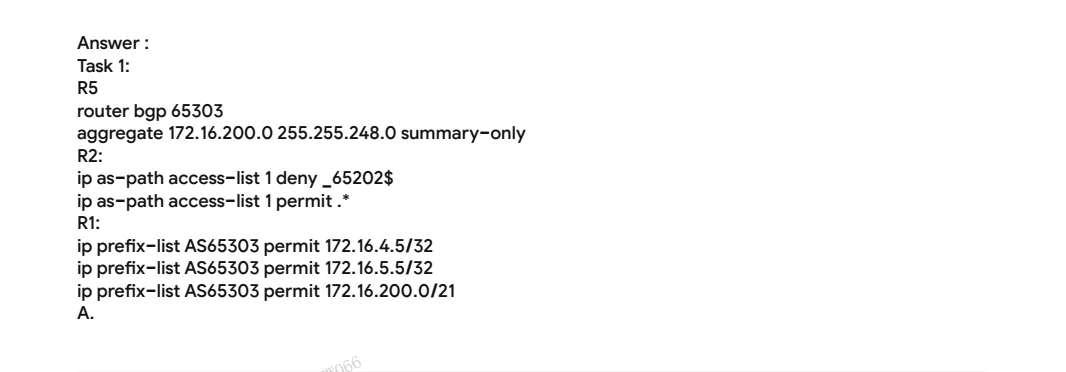 Answer :
Task 1:
R5
router bgp 65303
aggregate 172.16.200.0 255.255.248.0 summary-only
R2:
ip as-path access-list 1 deny _65202$
ip as-path access-list 1 permit .*
R1:
ip prefix-list AS65303 permit 172.16.4.5/32
ip prefix-list AS65303 permit 172.16.5.5/32
ip prefix-list AS65303 permit 172.16.200.0/21
A.